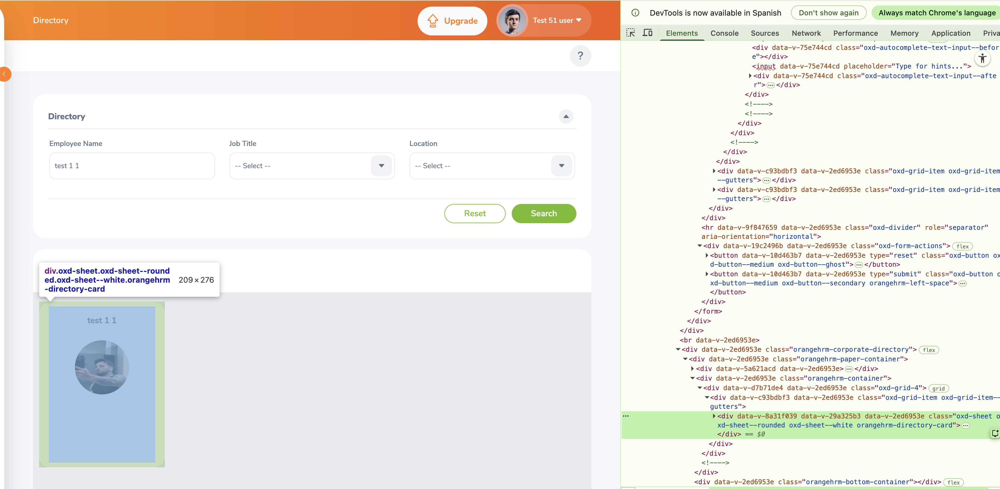 Directory
Upgrade
Test 51 user
?
Directory
Employee Name
Job Title
Location
test 1 1
-- Select --
-- Select --
Reset
Search
div.oxd-sheet.oxd-sheet--round
ed.oxd-sheet--white.orangehrm
-directory-card
209 × 276
test 1 1
DevTools is now available in Spanish
Don't show again
Always match Chrome's language
Elements
Console
Sources
Network
Performance
Memory
Application
Priva
<div data-v-75e744cd class="oxd-autocomplete-text-input--befor
e"></div>
<input data-v-75e744cd placeholder="Type for hints...">
<div data-v-75e744cd class="oxd-autocomplete-text-input--afte
r">…</div>
</div>
<!---->
<!---->
</div>
</div>
<!---->
</div>
</div>
<div data-v-c93bdbf3 data-v-2ed6953e class="oxd-grid-item oxd-grid-item
--gutters">…</div>
<div data-v-c93bdbf3 data-v-2ed6953e class="oxd-grid-item oxd-grid-item
--gutters">…</div>
</div>
</div>
<hr data-v-9f847659 data-v-2ed6953e class="oxd-divider" role="separator"
aria-orientation="horizontal">
<div data-v-19c2496b data-v-2ed6953e class="oxd-form-actions"> flex
<button data-v-10d463b7 data-v-2ed6953e type="reset" class="oxd-button ox
d-button--medium oxd-button--ghost">…</button>
<button data-v-10d463b7 data-v-2ed6953e type="submit" class="oxd-button o
xd-button--medium oxd-button--secondary orangehrm-left-space">…
</button>
</div>
</form>
</div>
</div>
<br data-v-2ed6953e>
<div data-v-2ed6953e class="orangehrm-corporate-directory"> flex
<div data-v-2ed6953e class="orangehrm-paper-container">
<div data-v-5a621acd data-v-2ed6953e>…</div>
<div data-v-2ed6953e class="orangehrm-container">
<div data-v-d7b71de4 data-v-2ed6953e class="oxd-grid-4"> grid
<div data-v-c93bdbf3 data-v-2ed6953e class="oxd-grid-item oxd-grid-item--
gutters">
<div data-v-8a31f039 data-v-29a325b3 data-v-2ed6953e class="oxd-sheet o
xd-sheet--rounded oxd-sheet--white orangehrm-directory-card">…
</div> == $0
</div>
</div>
<!---->
</div>
<div data-v-2ed6953e class="orangehrm-bottom-container"></div> flex